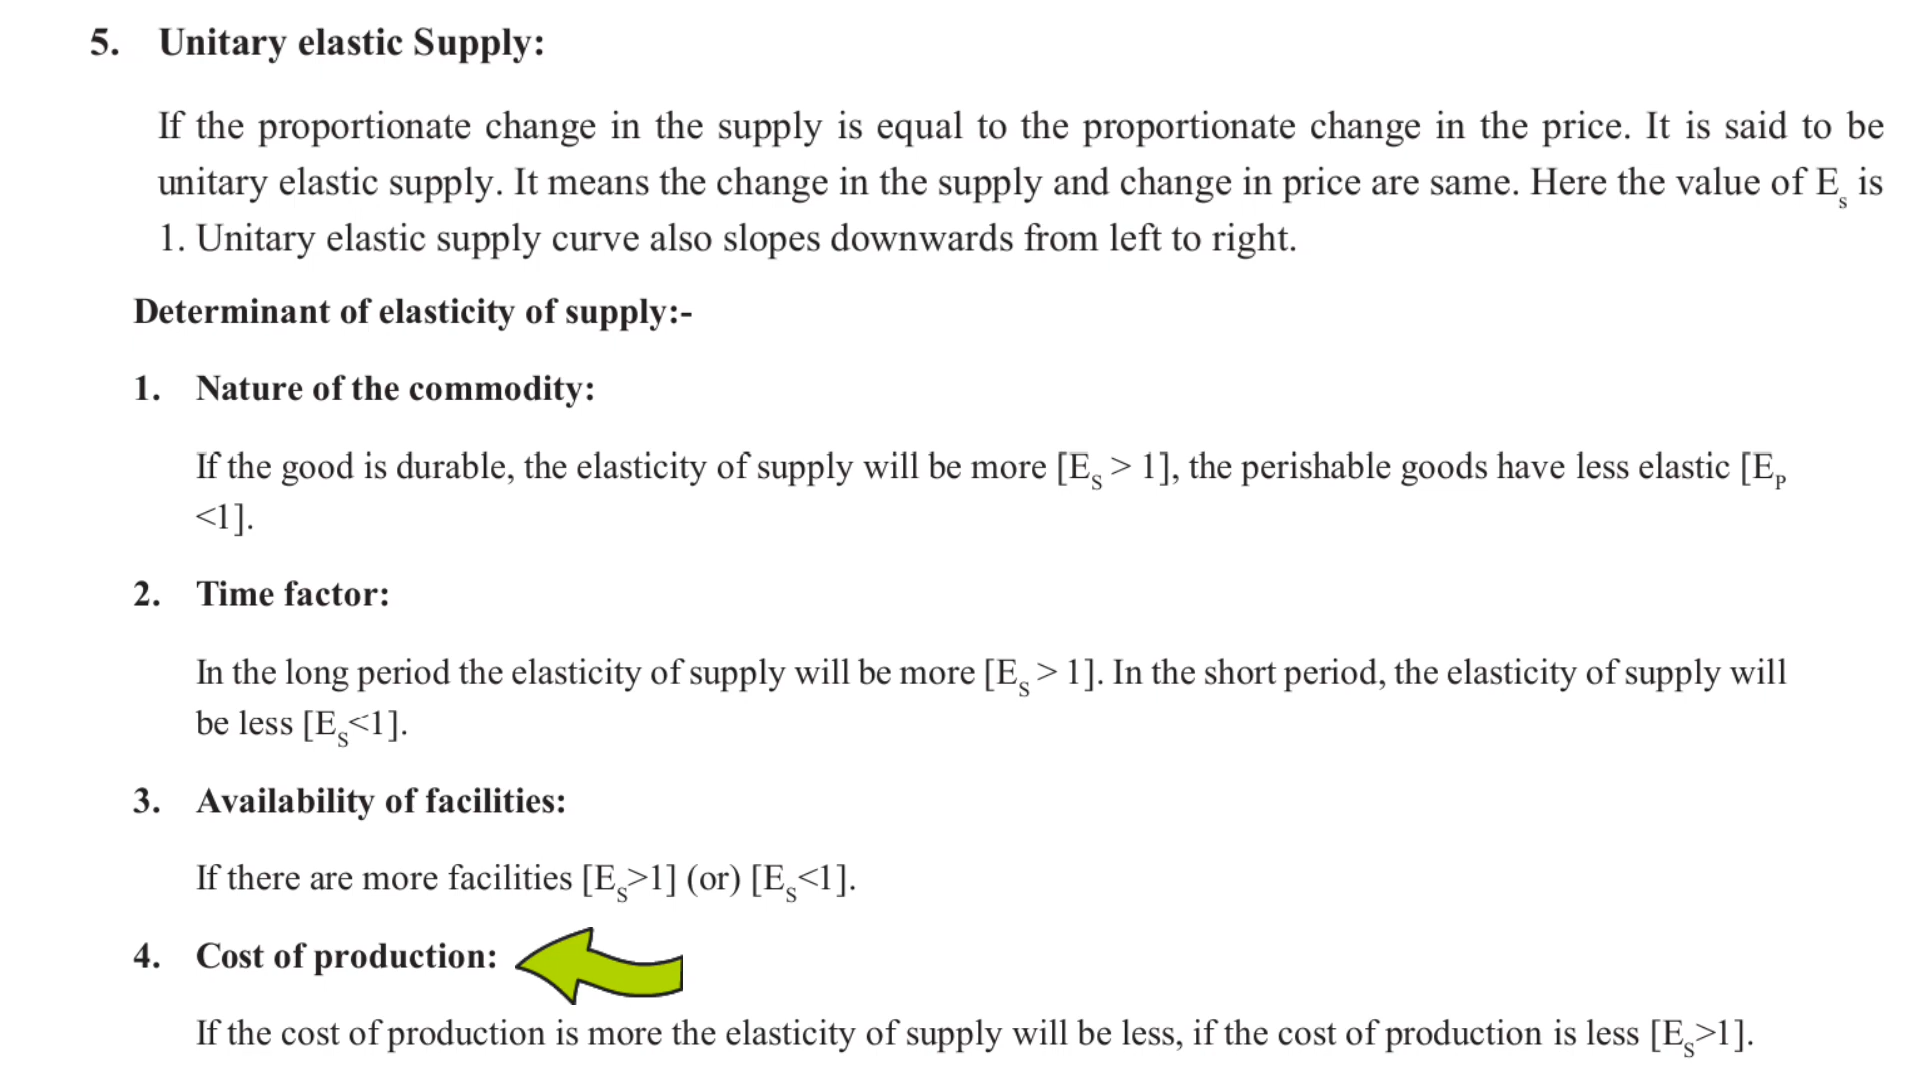 5. Unitary elastic Supply:
If the proportionate change in the supply is equal to the proportionate change in the price. It is said to be
unitary elastic supply. It means the change in the supply and change in price are same. Here the value of Es is
1. Unitary elastic supply curve also slopes downwards from left to right.
Determinant of elasticity of supply:-
1. Nature of the commodity:
If the good is durable, the elasticity of supply will be more [ES > 1], the perishable goods have less elastic [EP
<1].
2. Time factor:
In the long period the elasticity of supply will be more [ES > 1]. In the short period, the elasticity of supply will
be less [ES<1].
3. Availability of facilities:
If there are more facilities [ES>1] (or) [ES<1].
4. Cost of production:
If the cost of production is more the elasticity of supply will be less, if the cost of production is less [ES>1].